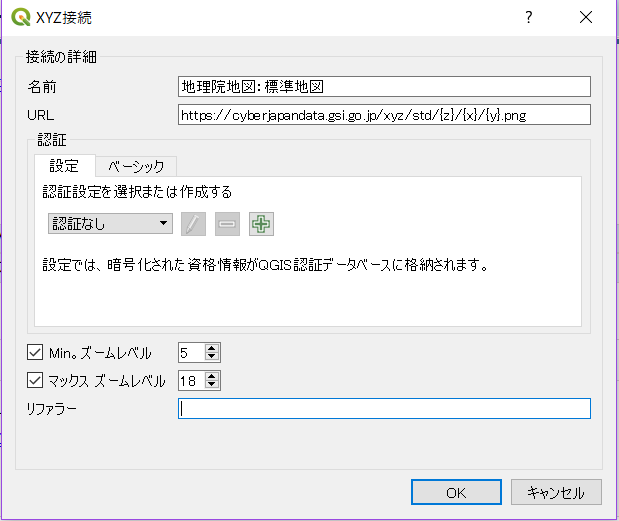 XYZ接続
接続の詳細
名前
地理院地図：標準地図
URL
https://cyberjapandata.gsi.go.jp/xyz/std/{z}/{x}/{y}.png
認証
設定 ベーシック
認証設定を選択または作成する
認証なし
設定では、暗号化された資格情報がQGIS認証データベースに格納されます。
Min。ズームレベル 5
マックス ズームレベル 18
リファラー
OK キャンセル